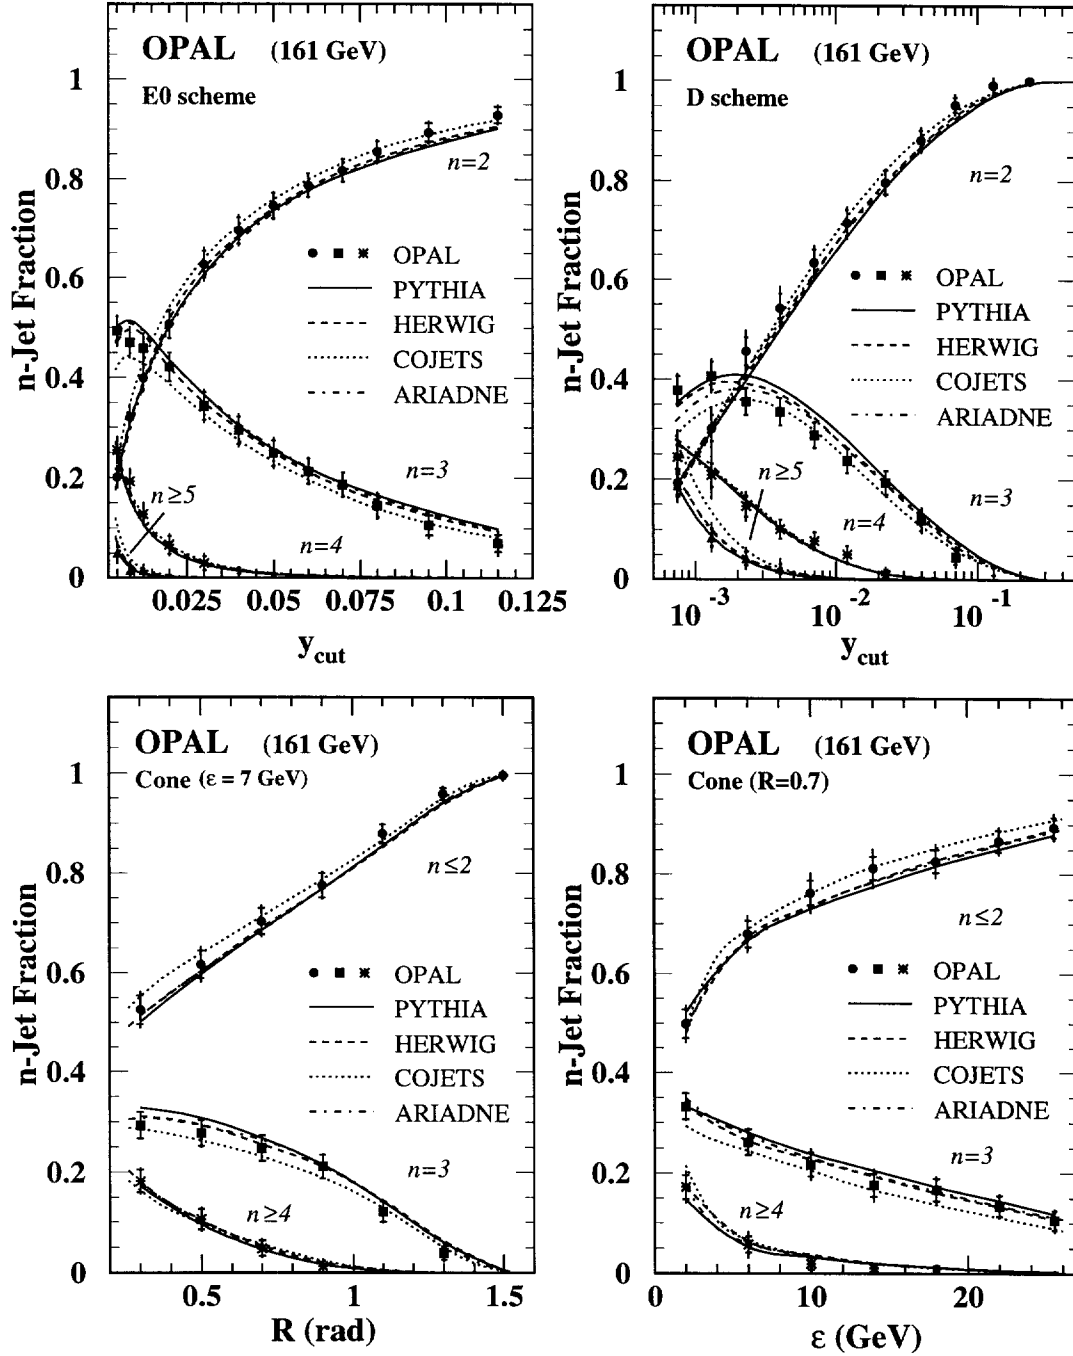 OPAL (161 GeV)
E0 scheme
n-Jet Fraction
1
0.8
0.6
0.4
0.2
0
n=2
OPAL
PYTHIA
HERWIG
COJETS
ARIADNE
n≥5
n=3
n=4
0.025
0.05
0.075
0.1
0.125
y_cut
OPAL (161 GeV)
D scheme
n-Jet Fraction
1
0.8
0.6
0.4
0.2
0
n=2
OPAL
PYTHIA
HERWIG
COJETS
ARIADNE
n≥5
n=3
n=4
10^-3
10^-2
10^-1
y_cut
OPAL (161 GeV)
Cone (ε = 7 GeV)
n-Jet Fraction
1
0.8
0.6
0.4
0.2
0
n≤2
OPAL
PYTHIA
HERWIG
COJETS
ARIADNE
n=3
n≥4
0.5
1
1.5
R (rad)
OPAL (161 GeV)
Cone (R=0.7)
n-Jet Fraction
1
0.8
0.6
0.4
0.2
0
n≤2
OPAL
PYTHIA
HERWIG
COJETS
ARIADNE
n=3
n≥4
0
10
20
ε (GeV)